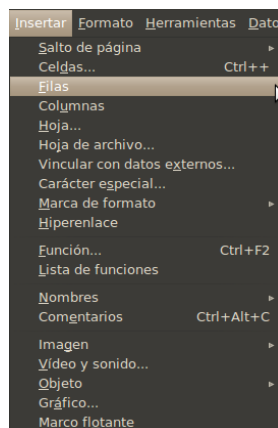 Insertar Formato Herramientas Dato
Salto de página
Celdas... Ctrl++
Filas
Columnas
Hoja...
Hoja de archivo...
Vincular con datos externos...
Carácter especial...
Marca de formato
Hiperenlace
Función... Ctrl+F2
Lista de funciones
Nombres
Comentarios Ctrl+Alt+C
Imagen
Vídeo y sonido...
Objeto
Gráfico...
Marco flotante